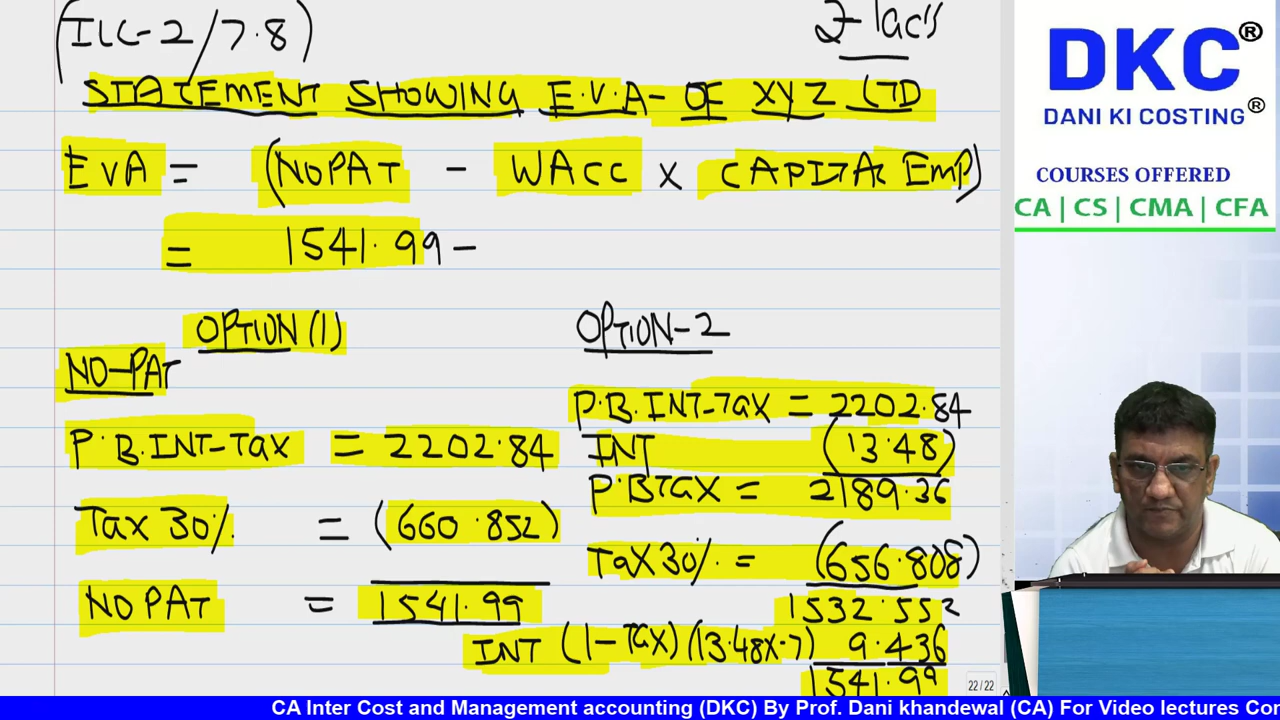 (ILC-2/7.8)
2-lacs
STATEMENT SHOWING E.V.A- OF XYZ LTD
EVA = (NOPAT - WACC X CAPITAL EMP)
= 1541.99 -
OPTION (1)
NO-PAT
P.B.INT-TAX = 2202.84
TaX 30% = (660.852)
NOPAT = 1541.99
OPTION-2
P.B.INT-TaX = 2202.84
INT (13.48)
P.BTaX = 2189.36
TaX 30% = (656.808)
1532.552
INT (1-TaX) (13.48X.7) 9.436
1541.99
22 / 22
DKC®
DANI KI COSTING®
COURSES OFFERED
CA | CS | CMA | CFA
CA Inter Cost and Management accounting (DKC) By Prof. Dani khandewal (CA) For Video lectures Con